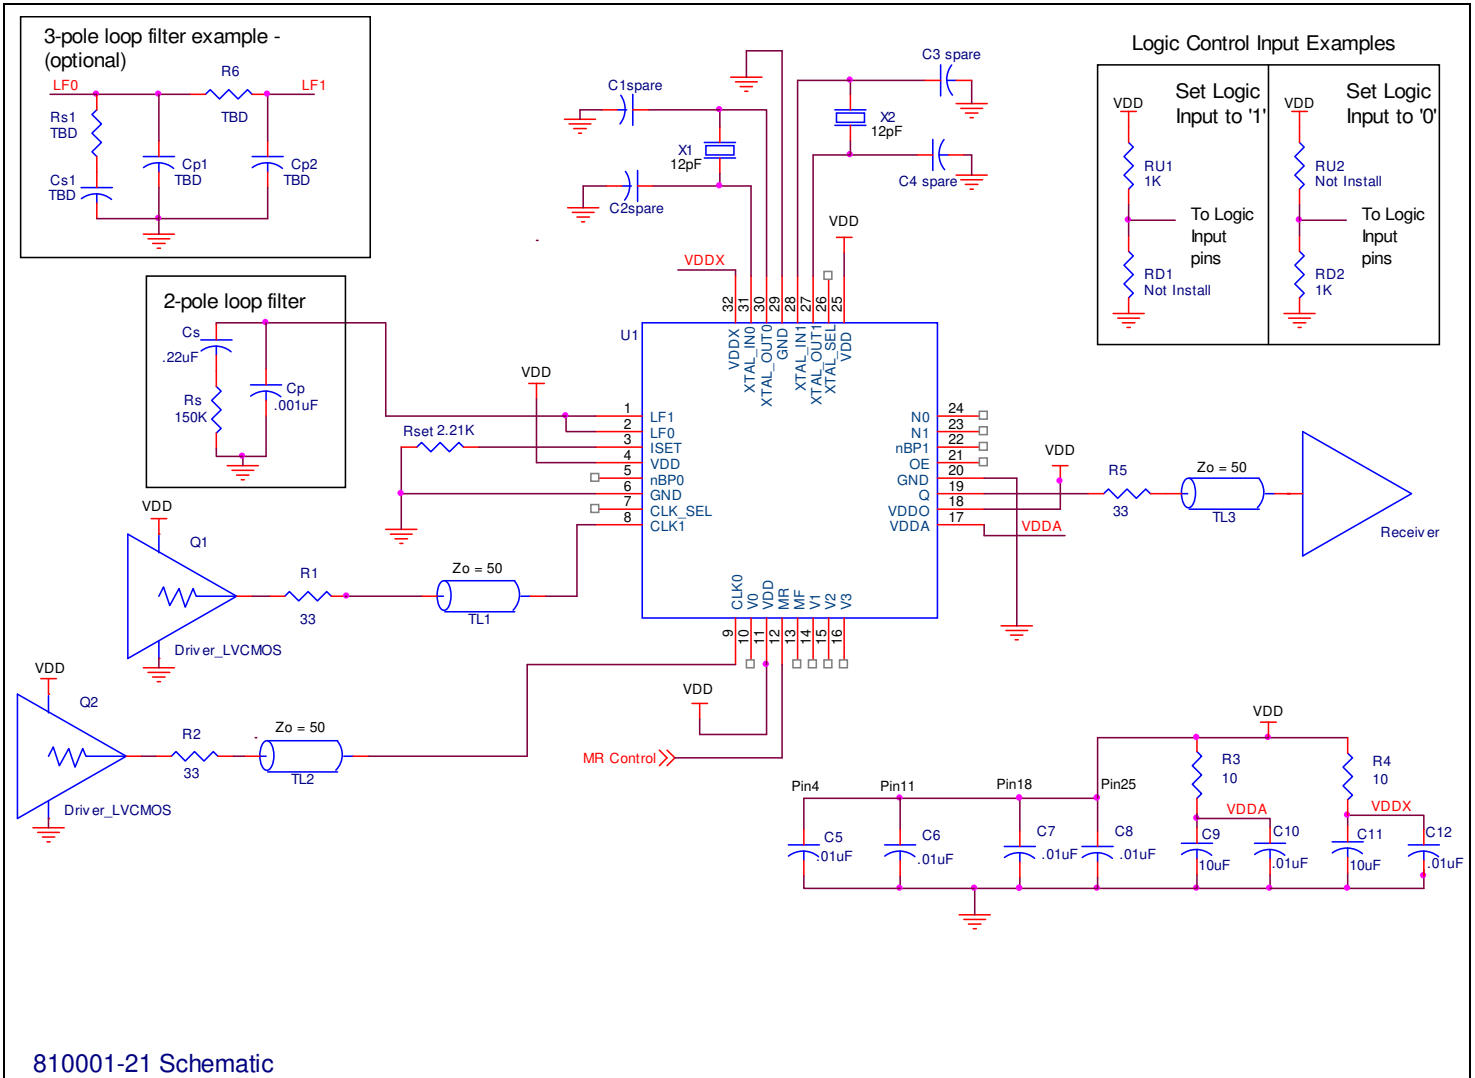 3-pole loop filter example -
(optional)
LF0
R6
LF1
TBD
Rs1
TBD
Cs1
TBD
Cp1
TBD
Cp2
TBD
2-pole loop filter
Cs
.22uF
Rs
150K
Cp
.001uF
C1spare
X1
12pF
C2spare
C3 spare
X2
12pF
C4 spare
VDD
VDDX
Logic Control Input Examples
VDD
Set Logic
Input to '1'
RU1
1K
To Logic
Input
pins
RD1
Not Install
VDD
Set Logic
Input to '0'
RU2
Not Install
To Logic
Input
pins
RD2
1K
U1
32
31
30
29
28
27
26
25
VDDX
XTAL_IN0
XTAL_OUT0
GND
XTAL_IN1
XTAL_OUT1
XTAL_SEL
VDD
VDD
Rset 2.21K
1 LF1
2 LF0
3 ISET
4 VDD
5 nBP0
6 GND
7 CLK_SEL
8 CLK1
N0 24
N1 23
nBP1 22
OE 21
GND 20
Q 19
VDDO 18
VDDA 17
VDDA
VDD
R5
33
Zo = 50
TL3
Receiver
CLK0
V0
VDD
MR
MF
V1
V2
V3
9
10
11
12
13
14
15
16
VDD
Q1
R1
33
Zo = 50
TL1
Driver_LVCMOS
VDD
Q2
R2
33
Zo = 50
TL2
Driver_LVCMOS
VDD
MR Control
VDD
Pin4
Pin11
Pin18
Pin25
R3
10
R4
10
VDDA
VDDX
C5
.01uF
C6
.01uF
C7
.01uF
C8
.01uF
C9
10uF
C10
.01uF
C11
10uF
C12
.01uF
810001-21 Schematic